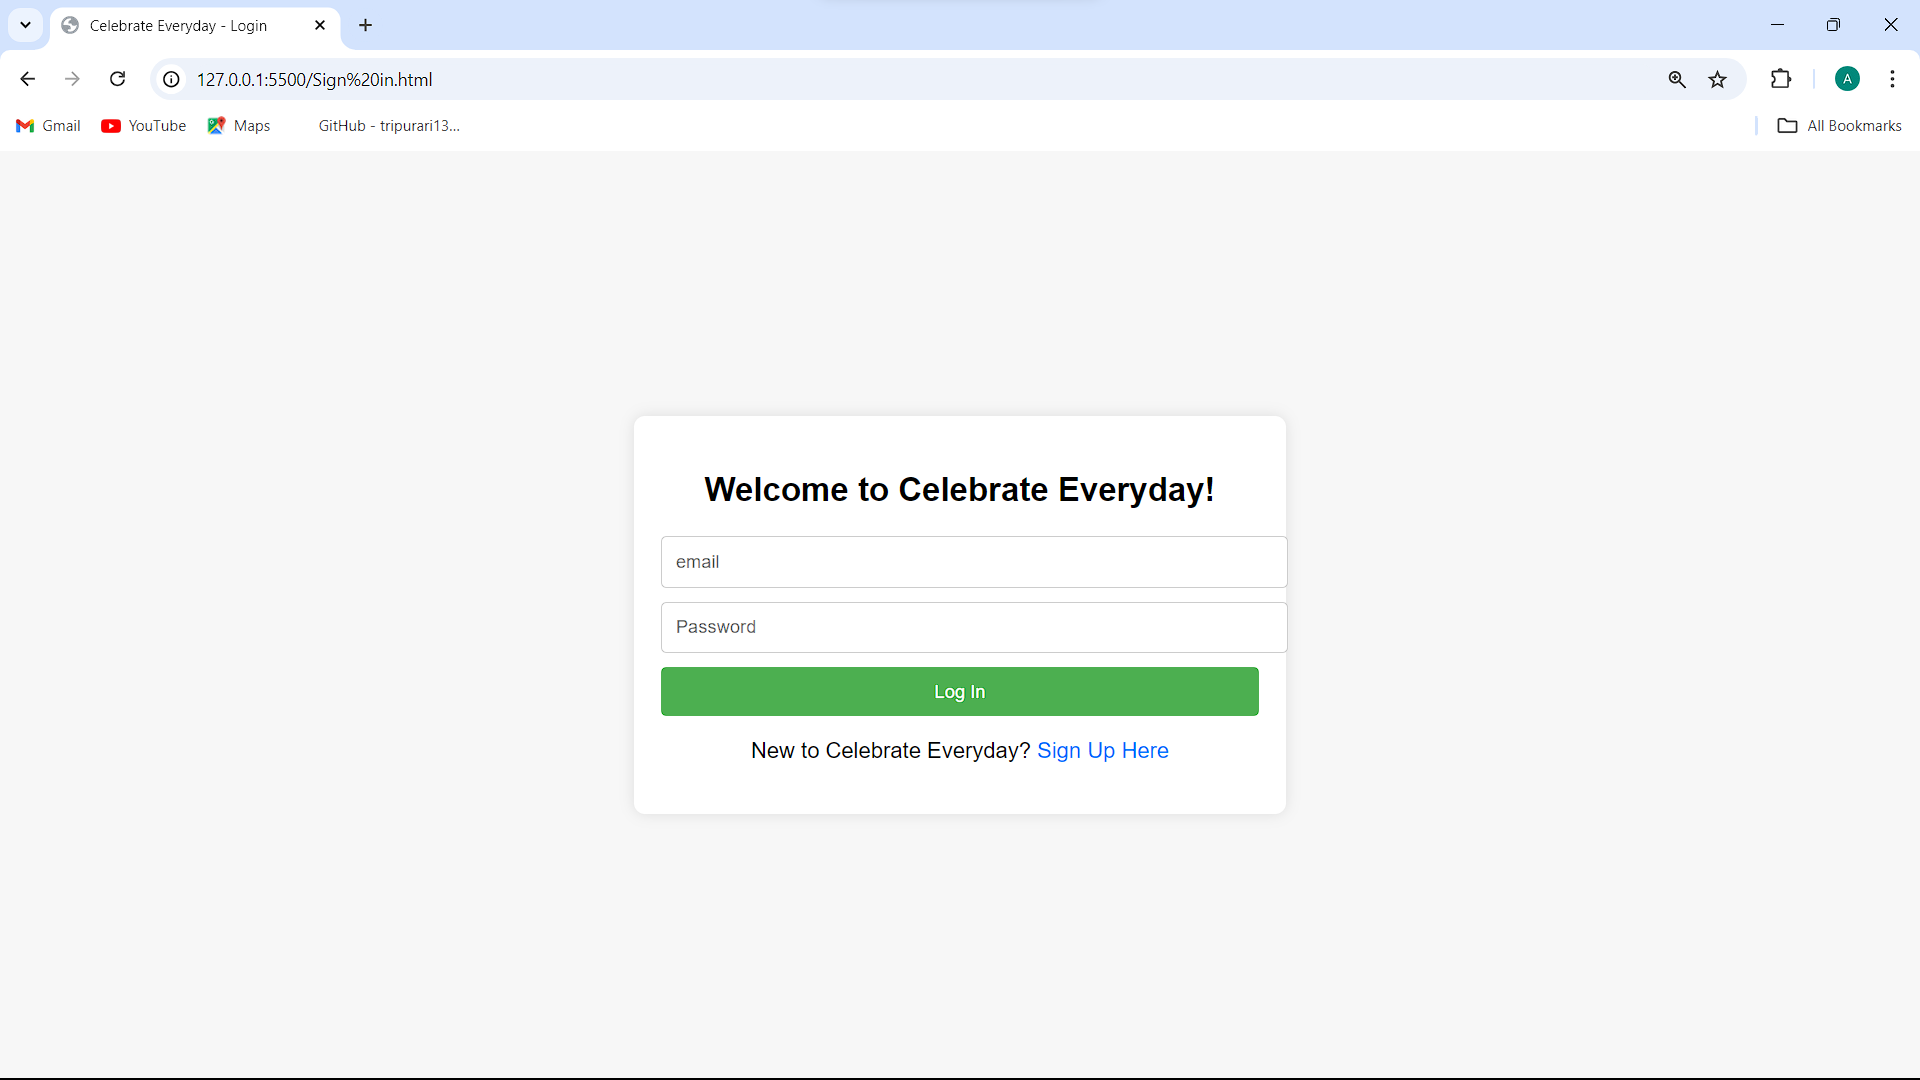 Celebrate Everyday - Login
127.0.0.1:5500/Sign%20in.html
A
Gmail YouTube Maps GitHub - tripurari13... All Bookmarks
Welcome to Celebrate Everyday!
email
Password
Log In
New to Celebrate Everyday? Sign Up Here